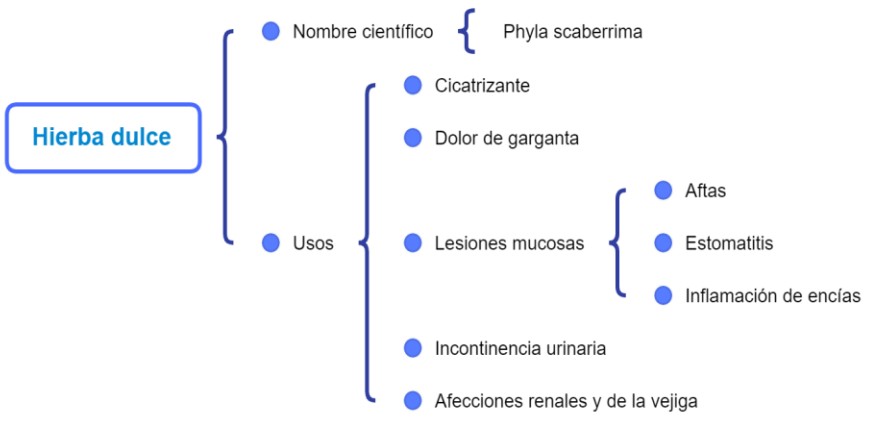 Hierba dulce
Nombre científico
Phyla scaberrima
Usos
Cicatrizante
Dolor de garganta
Lesiones mucosas
Aftas
Estomatitis
Inflamación de encías
Incontinencia urinaria
Afecciones renales y de la vejiga